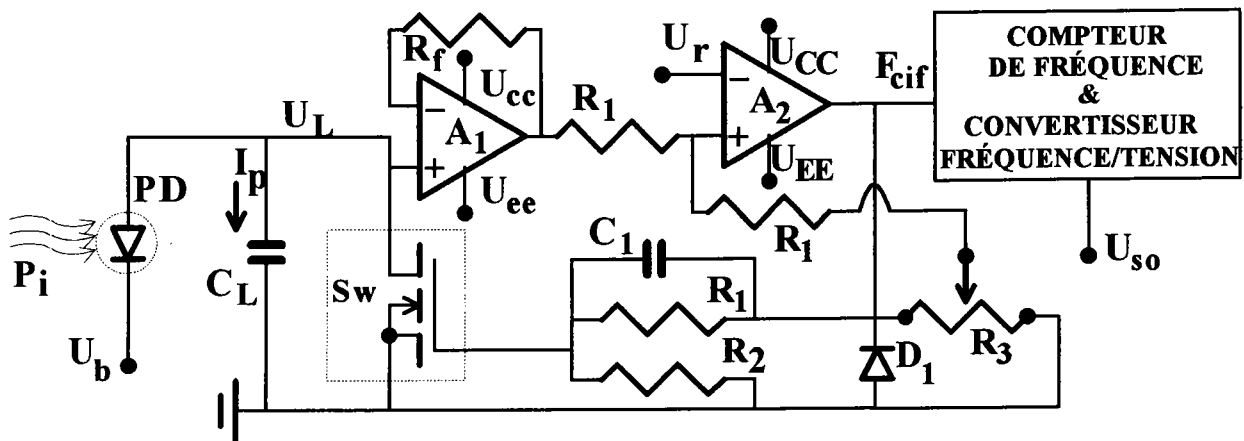 R_f
U_cc
A_1
U_ee
U_L
PD
I_p
C_L
P_i
U_b
Sw
R_1
U_r
U_CC
A_2
U_EE
R_1
C_1
R_1
R_2
D_1
R_3
F_cif
COMPTEUR
DE FRÉQUENCE
&
CONVERTISSEUR
FRÉQUENCE/TENSION
U_so